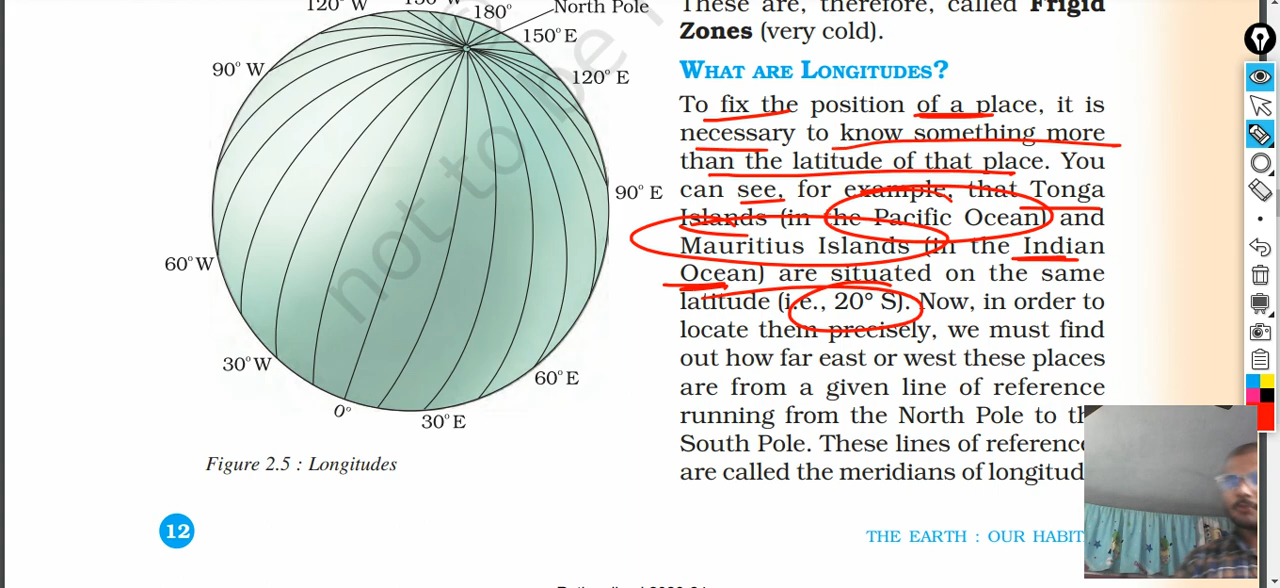 120° W
180°
North Pole
150° E
90° W
120° E
90° E
60° W
30° W
60° E
0°
30° E
not to be
Figure 2.5 : Longitudes
12
These are, therefore, called Frigid
Zones (very cold).
WHAT ARE LONGITUDES?
To fix the position of a place, it is
necessary to know something more
than the latitude of that place. You
can see, for example, that Tonga
Islands (in the Pacific Ocean) and
Mauritius Islands (in the Indian
Ocean) are situated on the same
latitude (i.e., 20° S). Now, in order to
locate them precisely, we must find
out how far east or west these places
are from a given line of reference
running from the North Pole to the
South Pole. These lines of reference
are called the meridians of longitud
THE EARTH : OUR HABIT